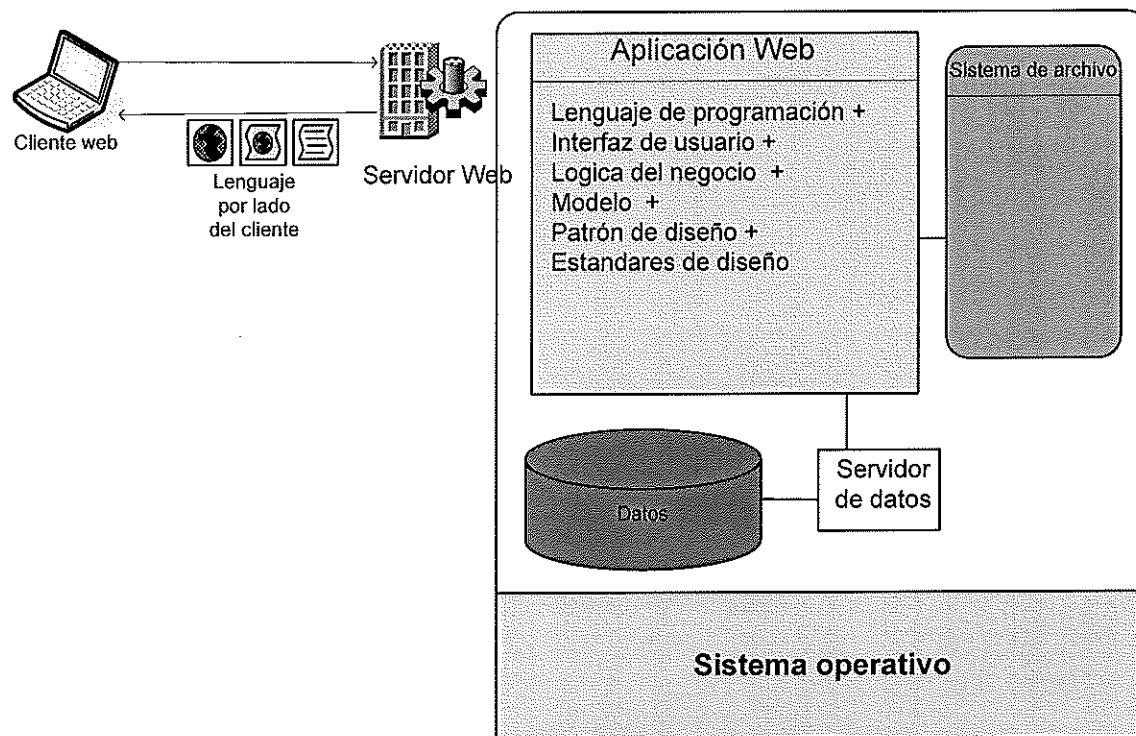 Cliente web
Lenguaje
por lado
del cliente
Servidor Web
Aplicación Web
Lenguaje de programación +
Interfaz de usuario +
Logica del negocio +
Modelo +
Patrón de diseño +
Estandares de diseño
Sistema de archivo
Servidor
de datos
Datos
Sistema operativo